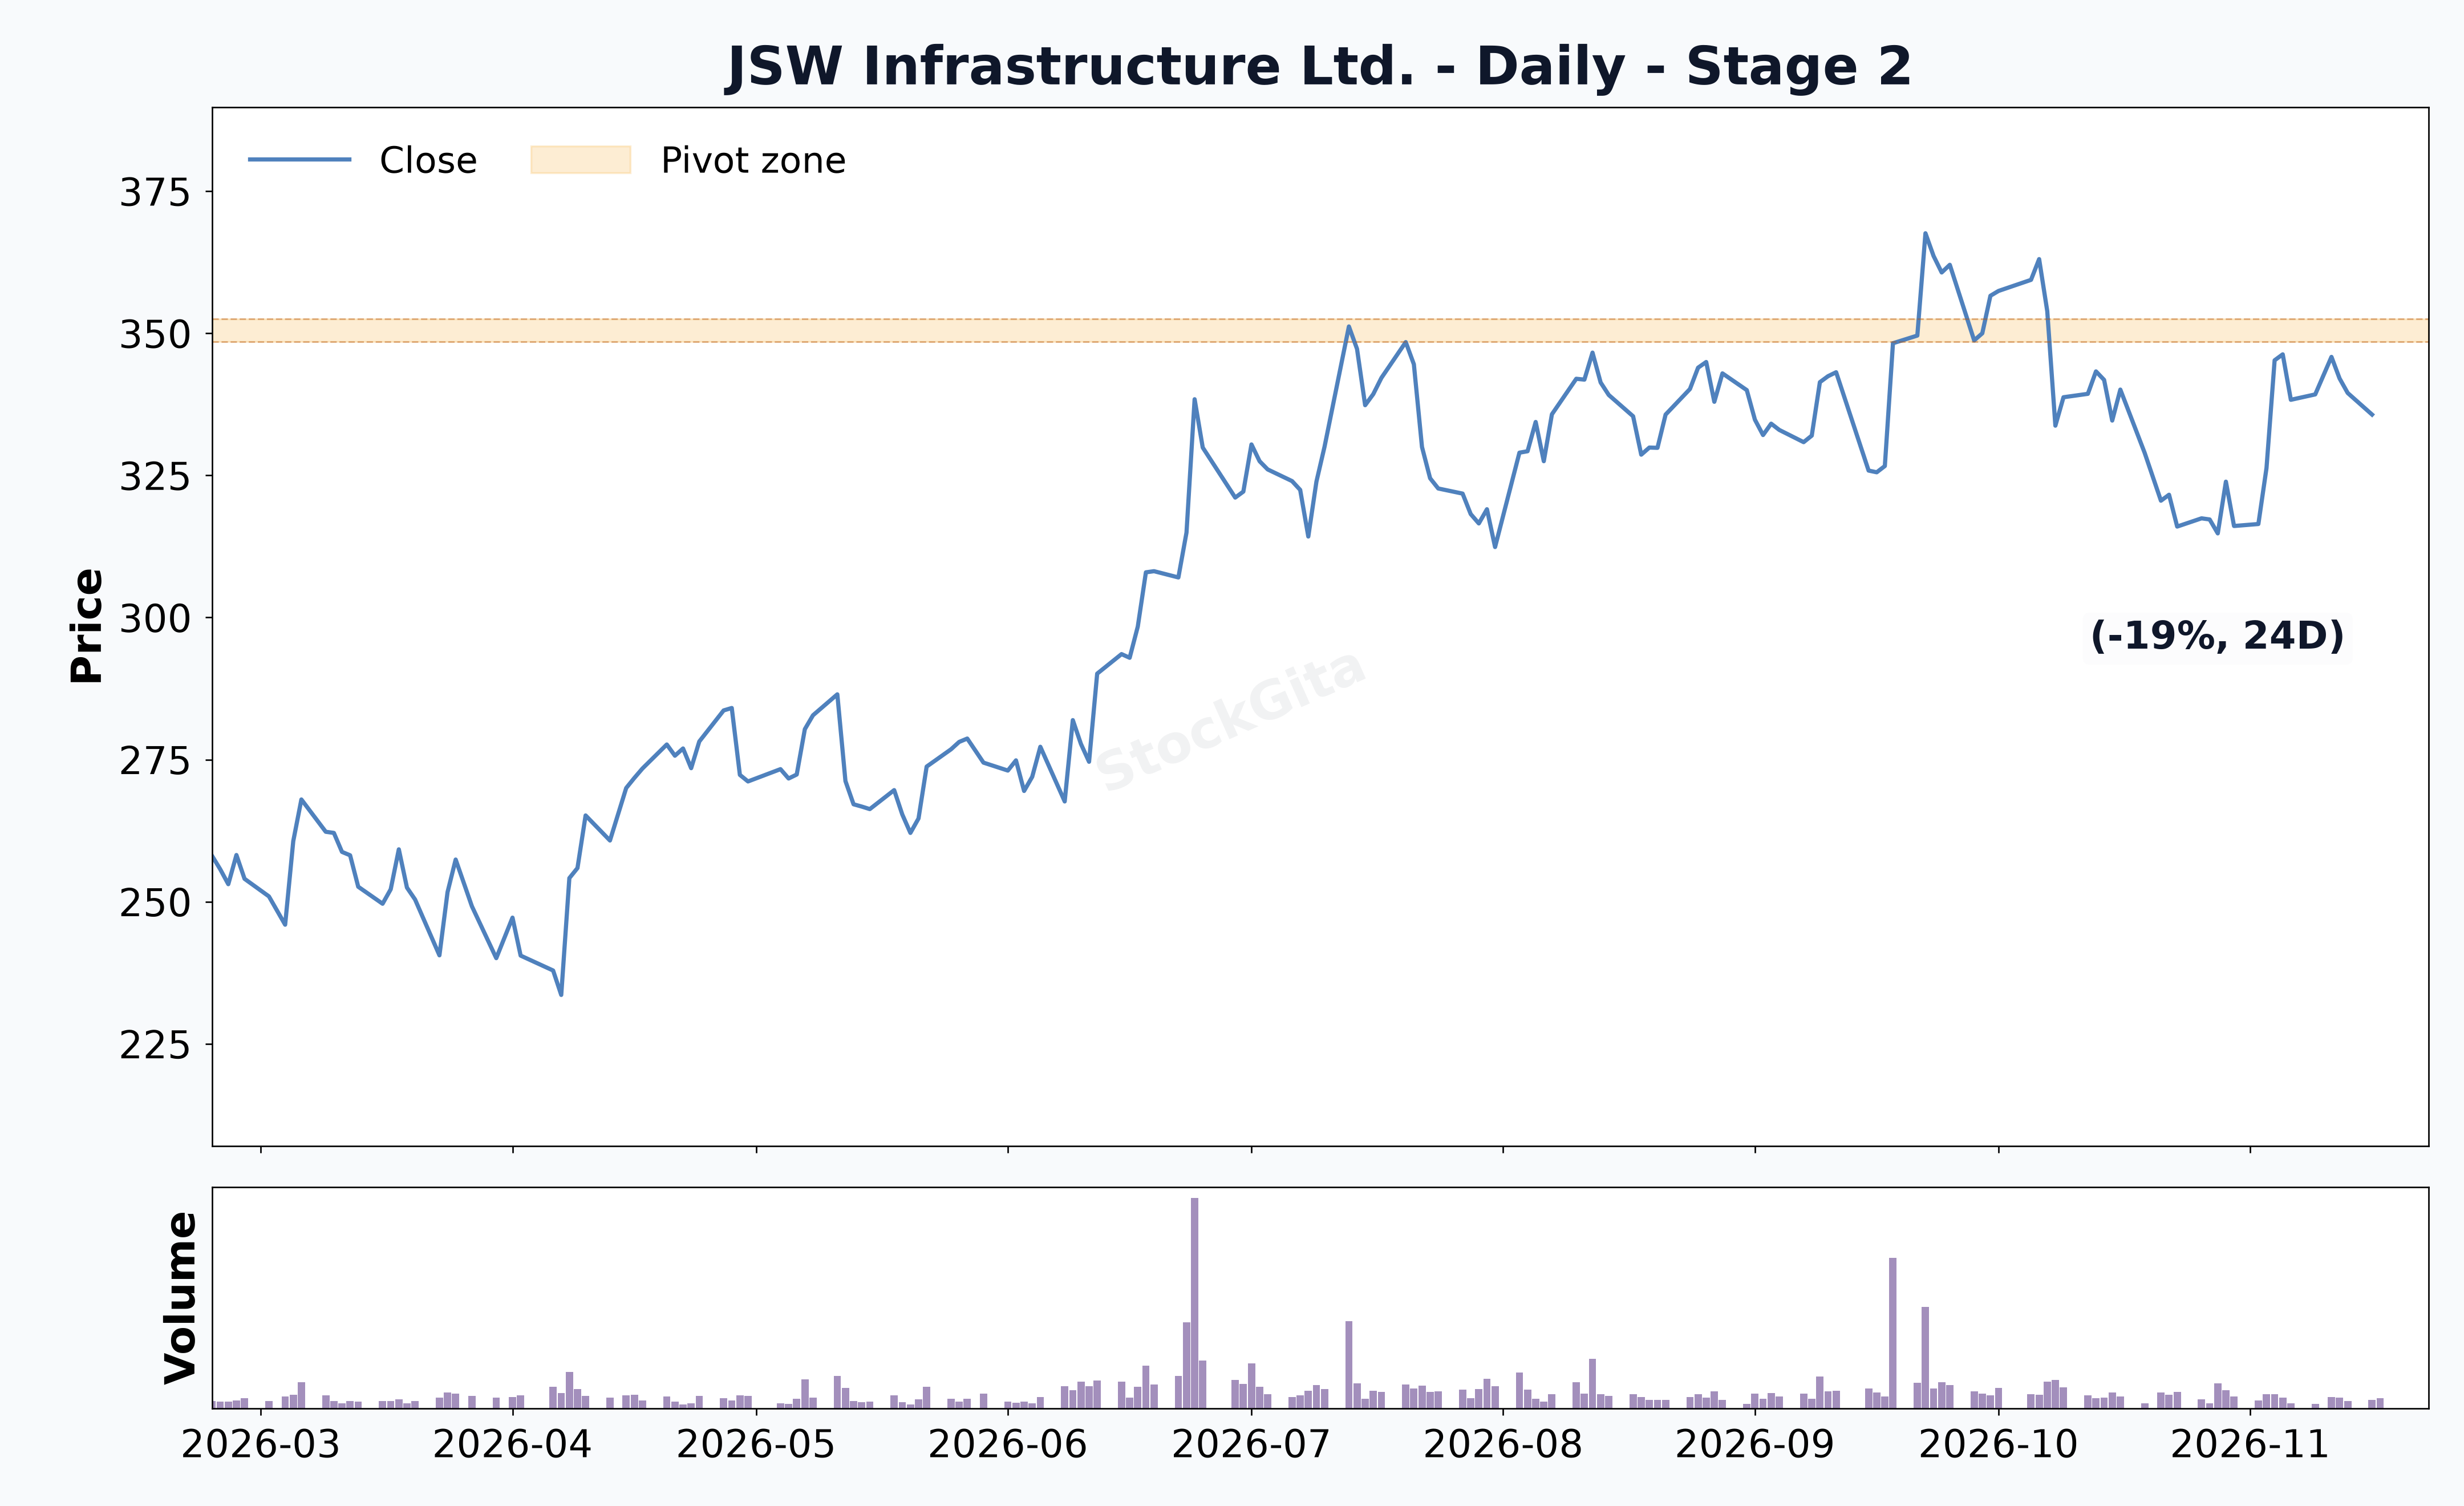 JSW Infrastructure Ltd. - Daily - Stage 2
Close
Pivot zone
375
350
325
300
275
250
225
Price
(-19%, 24D)
StockGita
Volume
2026-03
2026-04
2026-05
2026-06
2026-07
2026-08
2026-09
2026-10
2026-11